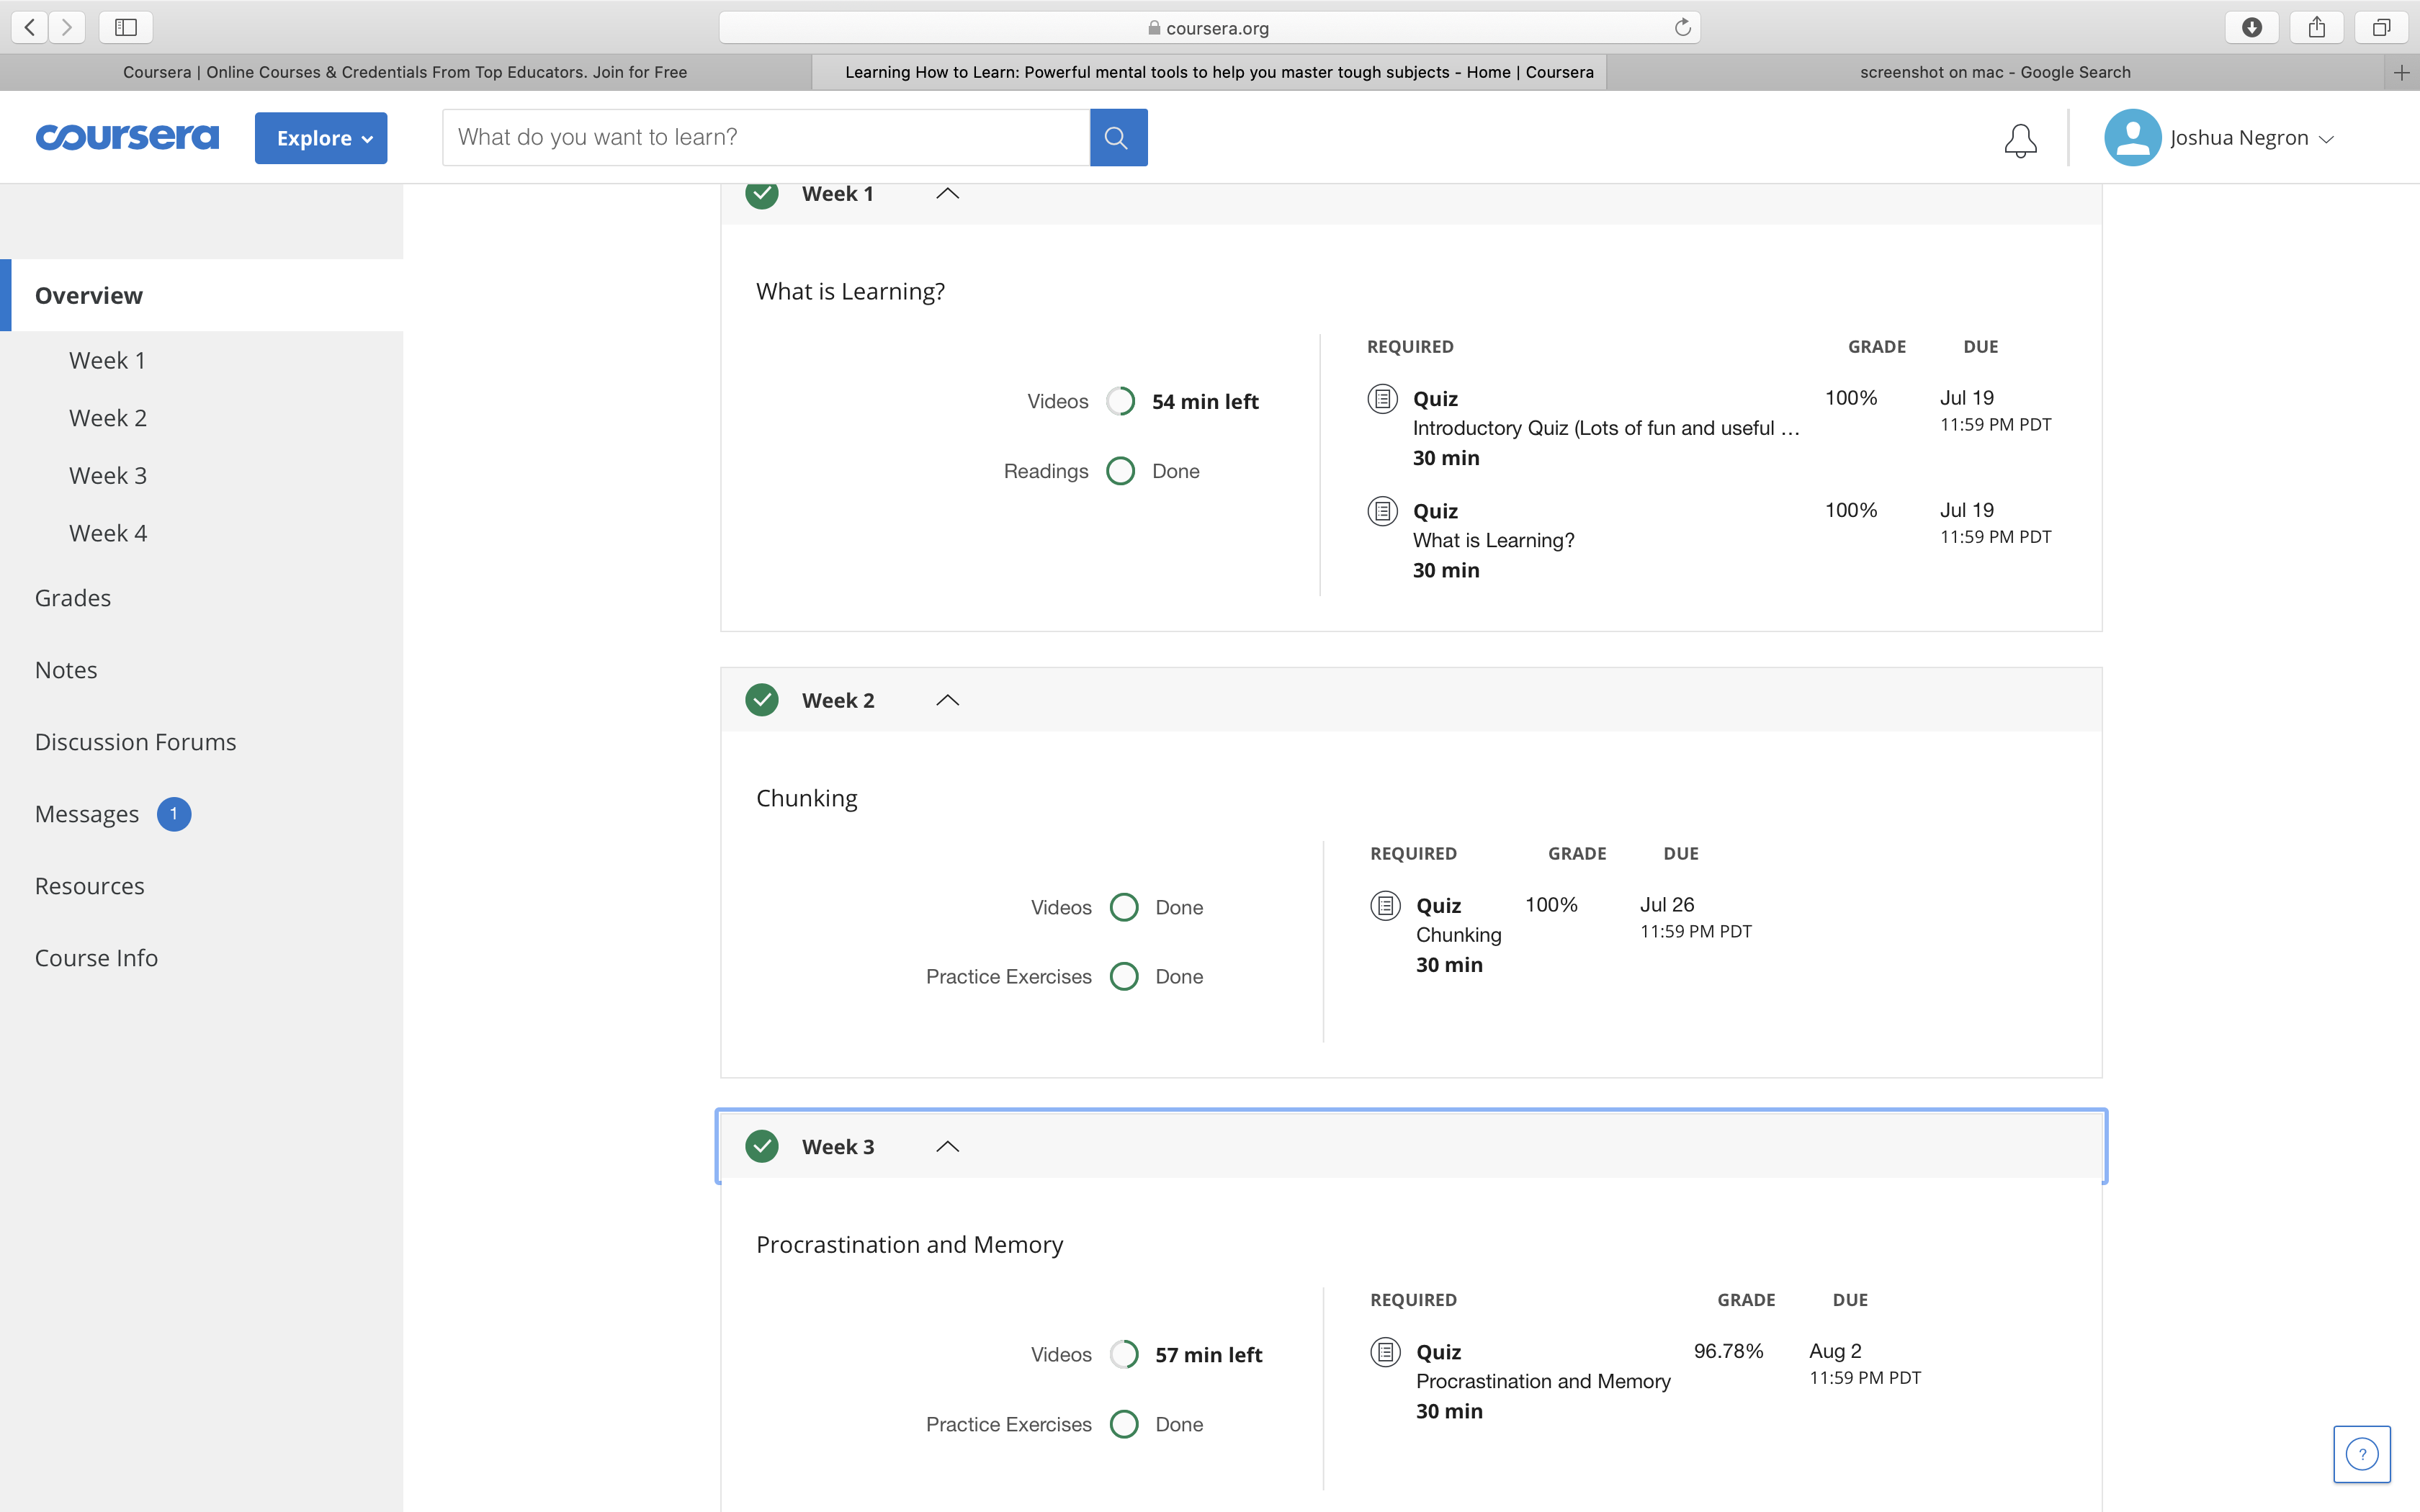 coursera.org
Coursera | Online Courses & Credentials From Top Educators. Join for Free
Learning How to Learn: Powerful mental tools to help you master tough subjects - Home | Coursera
screenshot on mac - Google Search
coursera
Explore
What do you want to learn?
Joshua Negron
Overview
Week 1
Week 2
Week 3
Week 4
Grades
Notes
Discussion Forums
Messages 1
Resources
Course Info
Week 1
What is Learning?
Videos 54 min left
Readings Done
REQUIRED GRADE DUE
Quiz 100% Jul 19
Introductory Quiz (Lots of fun and useful ... 11:59 PM PDT
30 min
Quiz 100% Jul 19
What is Learning? 11:59 PM PDT
30 min
Week 2
Chunking
Videos Done
Practice Exercises Done
REQUIRED GRADE DUE
Quiz 100% Jul 26
Chunking 11:59 PM PDT
30 min
Week 3
Procrastination and Memory
Videos 57 min left
Practice Exercises Done
REQUIRED GRADE DUE
Quiz 96.78% Aug 2
Procrastination and Memory 11:59 PM PDT
30 min
?